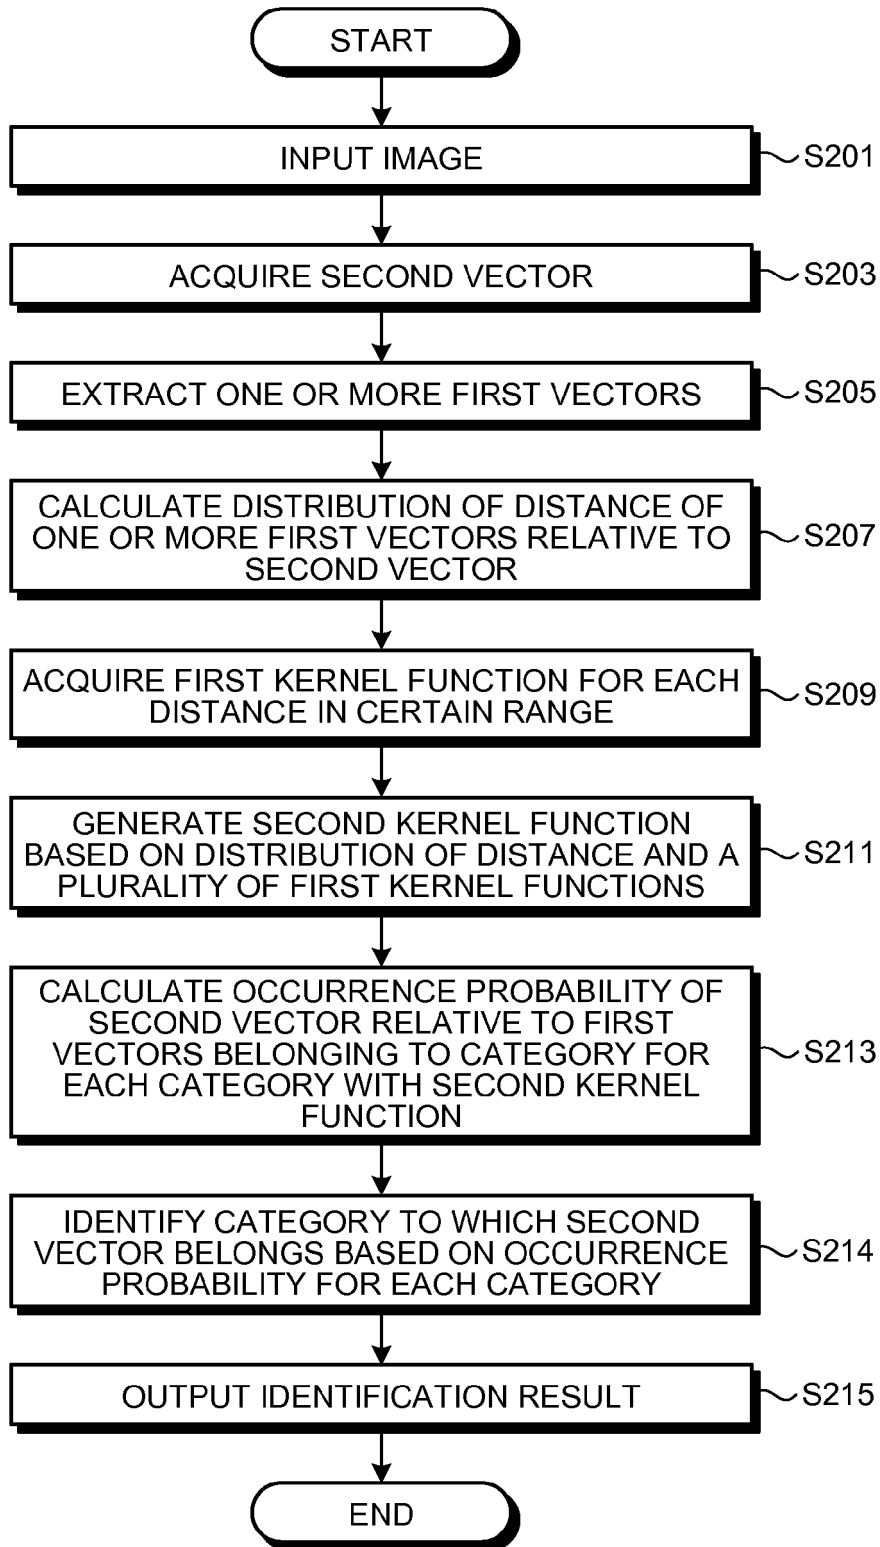 START
INPUT IMAGE
S201
ACQUIRE SECOND VECTOR
S203
EXTRACT ONE OR MORE FIRST VECTORS
S205
CALCULATE DISTRIBUTION OF DISTANCE OF
ONE OR MORE FIRST VECTORS RELATIVE TO
SECOND VECTOR
S207
ACQUIRE FIRST KERNEL FUNCTION FOR EACH
DISTANCE IN CERTAIN RANGE
S209
GENERATE SECOND KERNEL FUNCTION
BASED ON DISTRIBUTION OF DISTANCE AND A
PLURALITY OF FIRST KERNEL FUNCTIONS
S211
CALCULATE OCCURRENCE PROBABILITY OF
SECOND VECTOR RELATIVE TO FIRST
VECTORS BELONGING TO CATEGORY FOR
EACH CATEGORY WITH SECOND KERNEL
FUNCTION
S213
IDENTIFY CATEGORY TO WHICH SECOND
VECTOR BELONGS BASED ON OCCURRENCE
PROBABILITY FOR EACH CATEGORY
S214
OUTPUT IDENTIFICATION RESULT
S215
END